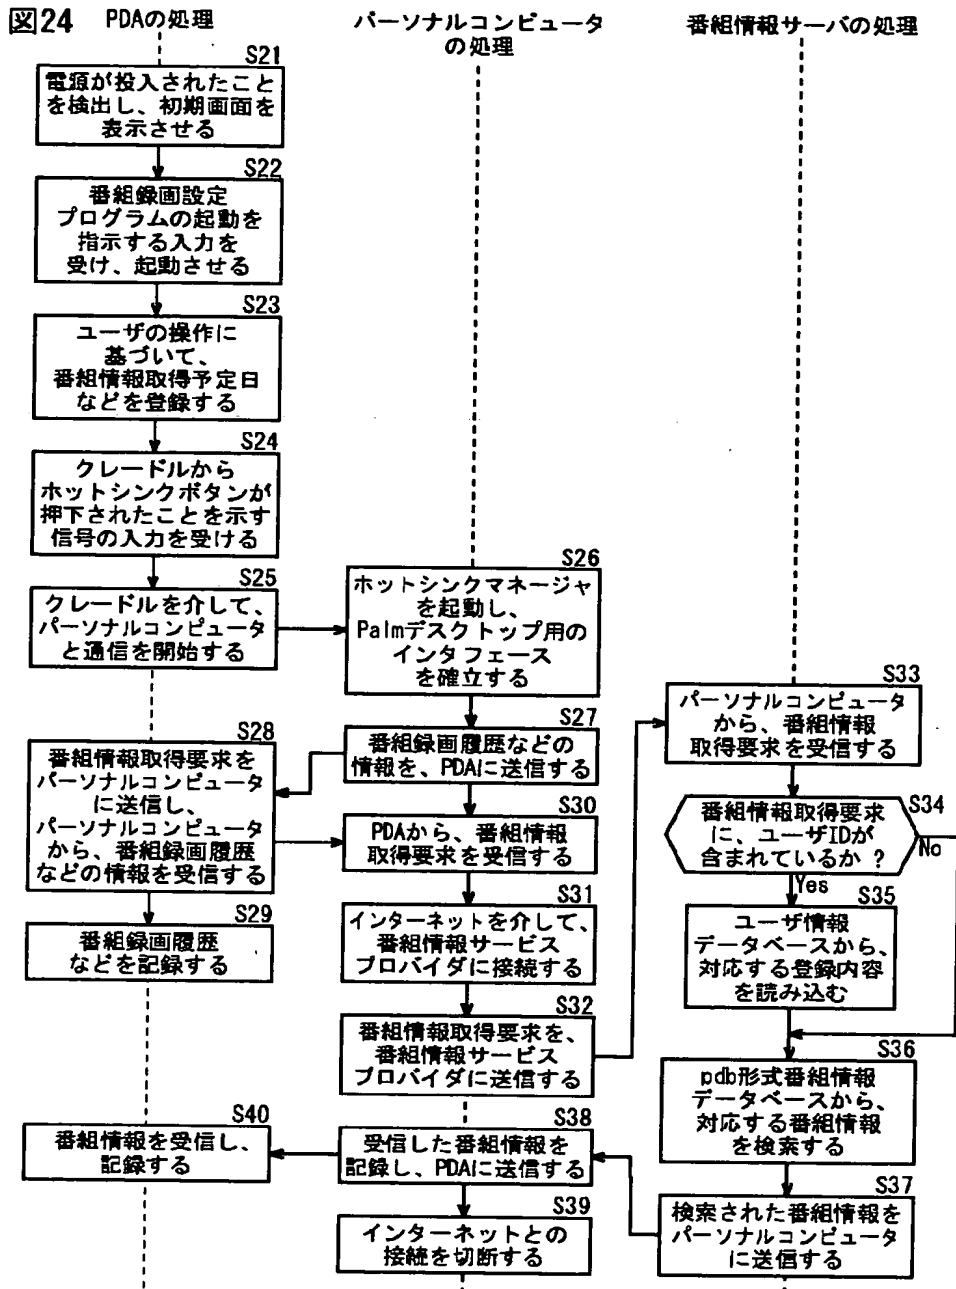 図24
PDAの処理
S21
電源が投入されたこと
を検出し、初期画面を
表示させる
S22
番組録画設定
プログラムの起動を
指示する入力を
受け、起動させる
S23
ユーザの操作に
基づいて、
番組情報取得予定日
などを登録する
S24
クレードルから
ホットシンクボタンが
押下されたことを示す
信号の入力を受ける
S25
クレードルを介して、
パーソナルコンピュータ
と通信を開始する
S28
番組情報取得要求を
パーソナルコンピュータ
に送信し、
パーソナルコンピュータ
から、番組録画履歴
などの情報を受信する
S29
番組録画履歴
などを記録する
S40
番組情報を受信し、
記録する
パーソナルコンピュータ
の処理
S26
ホットシンクマネージャ
を起動し、
Palmデスクトップ用の
インタフェース
を確立する
S27
番組録画履歴などの
情報を、PDAに送信する
S30
PDAから、番組情報
取得要求を受信する
S31
インターネットを介して、
番組情報サービス
プロバイダに接続する
S32
番組情報取得要求を、
番組情報サービス
プロバイダに送信する
S38
受信した番組情報を
記録し、PDAに送信する
S39
インターネットとの
接続を切断する
番組情報サーバの処理
S33
パーソナルコンピュータ
から、番組情報
取得要求を受信する
S34
番組情報取得要求
に、ユーザIDが
含まれているか？
No
Yes
S35
ユーザ情報
データベースから、
対応する登録内容
を読み込む
S36
pdb形式番組情報
データベースから、
対応する番組情報
を検索する
S37
検索された番組情報を
パーソナルコンピュータ
に送信する